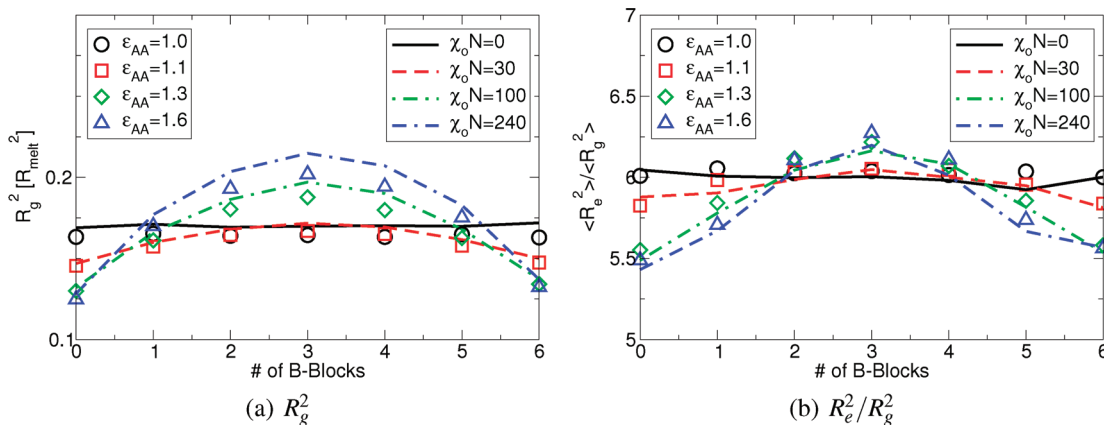 ε_AA=1.0
ε_AA=1.1
ε_AA=1.3
ε_AA=1.6
χ_oN=0
χ_oN=30
χ_oN=100
χ_oN=240
R_g^2 [R_melt^2]
0.2
0.1
0 1 2 3 4 5 6
# of B-Blocks
(a) R_g^2
ε_AA=1.0
ε_AA=1.1
ε_AA=1.3
ε_AA=1.6
χ_oN=0
χ_oN=30
χ_oN=100
χ_oN=240
<R_e^2>/<R_g^2>
7
6.5
6
5.5
5
0 1 2 3 4 5 6
# of B-Blocks
(b) R_e^2/R_g^2